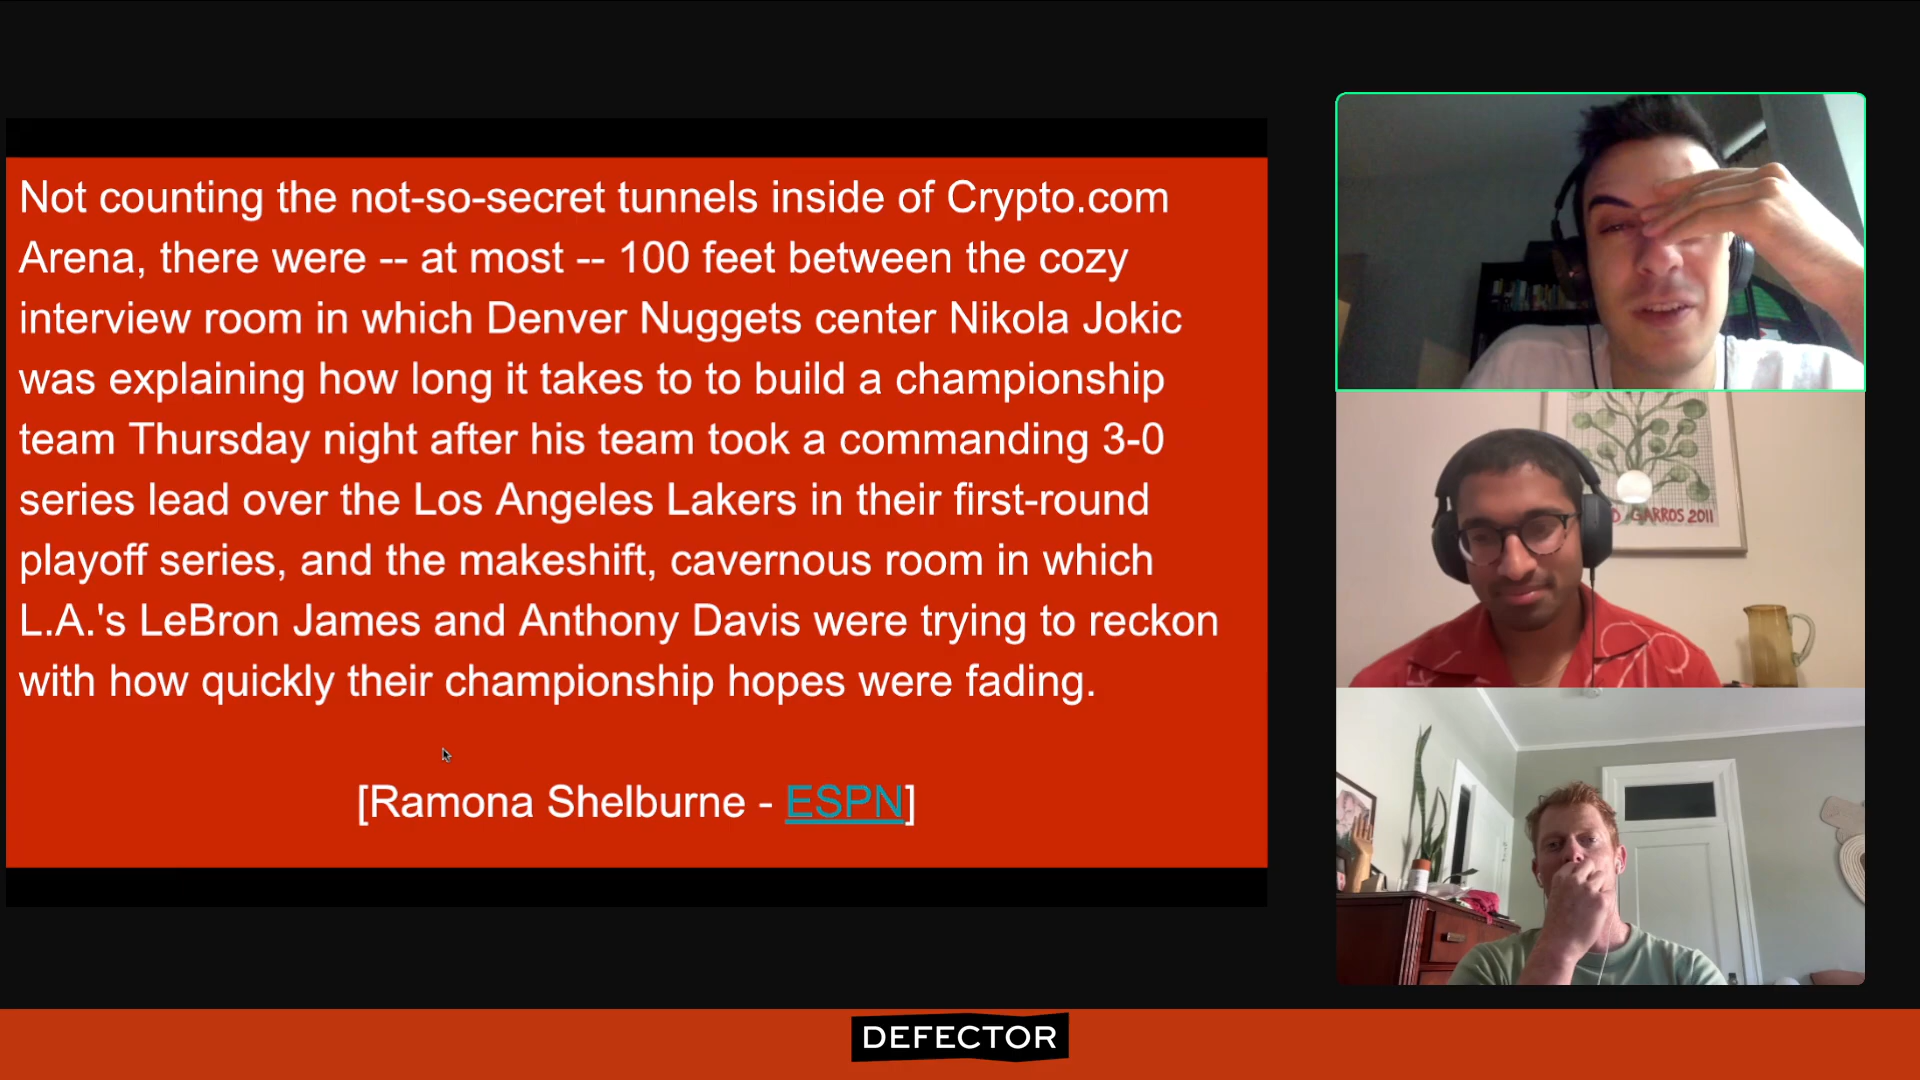 Not counting the not-so-secret tunnels inside of Crypto.com
Arena, there were -- at most -- 100 feet between the cozy
interview room in which Denver Nuggets center Nikola Jokic
was explaining how long it takes to to build a championship
team Thursday night after his team took a commanding 3-0
series lead over the Los Angeles Lakers in their first-round
playoff series, and the makeshift, cavernous room in which
L.A.'s LeBron James and Anthony Davis were trying to reckon
with how quickly their championship hopes were fading.
[Ramona Shelburne - ESPN]
GARROS 2011
DEFECTOR